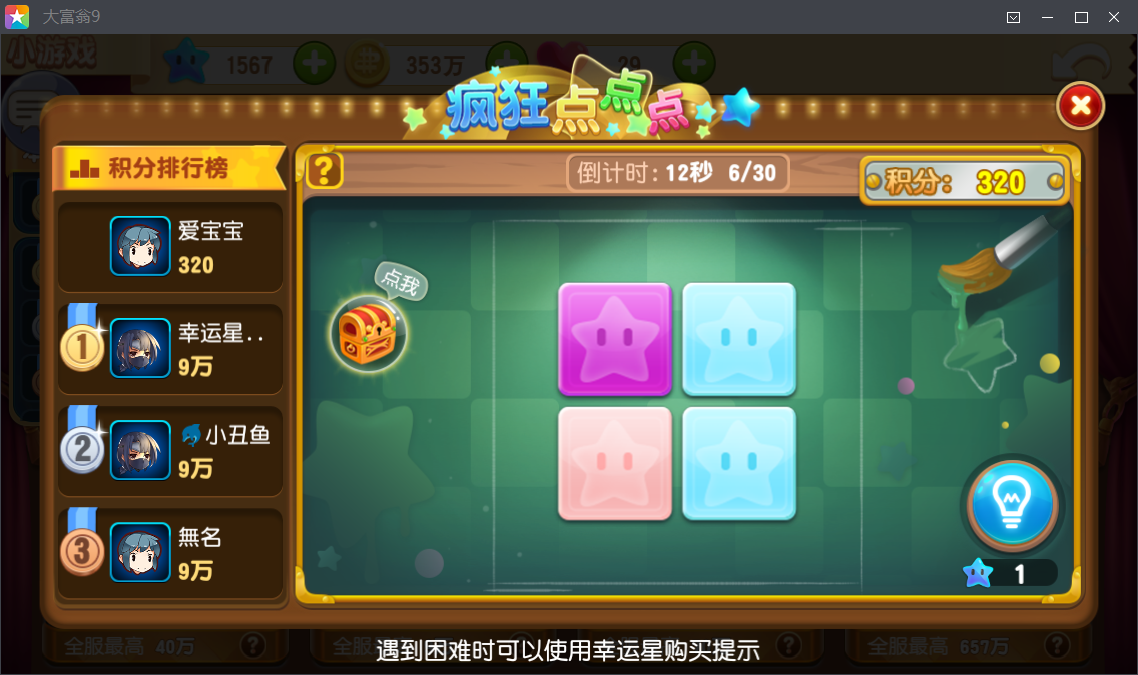 大富翁9
小游戏
1567
353万
29
疯狂点点点
积分排行榜
?
倒计时:12秒 6/30
积分: 320
爱宝宝
320
点我
1
幸运星..
9万
2
小丑鱼
9万
3
無名
9万
1
全服最高 40万 ?
全服最高 657万 ?
遇到困难时可以使用幸运星购买提示